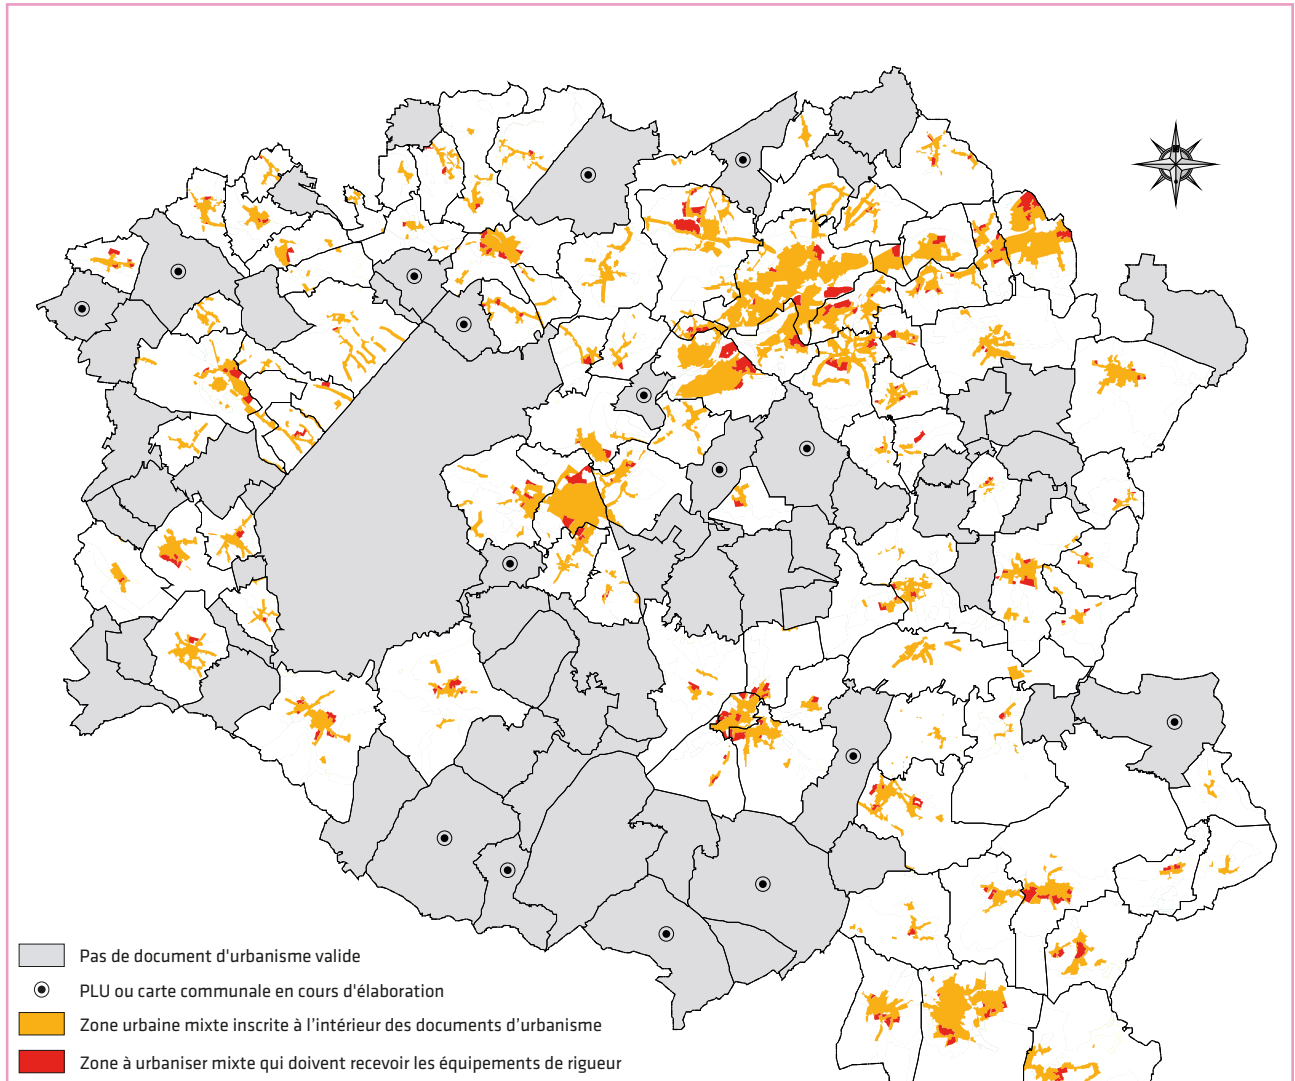 Pas de document d'urbanisme valide
PLU ou carte communale en cours d'élaboration
Zone urbaine mixte inscrite à l’intérieur des documents d’urbanisme
Zone à urbaniser mixte qui doivent recevoir les équipements de rigueur